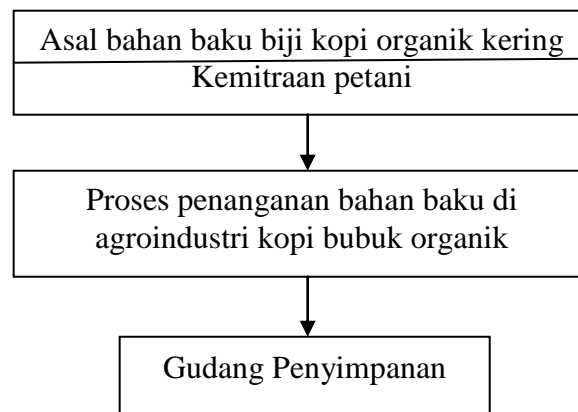 Asal bahan baku biji kopi organik kering
Kemitraan petani
Proses penanganan bahan baku di
agroindustri kopi bubuk organik
Gudang Penyimpanan